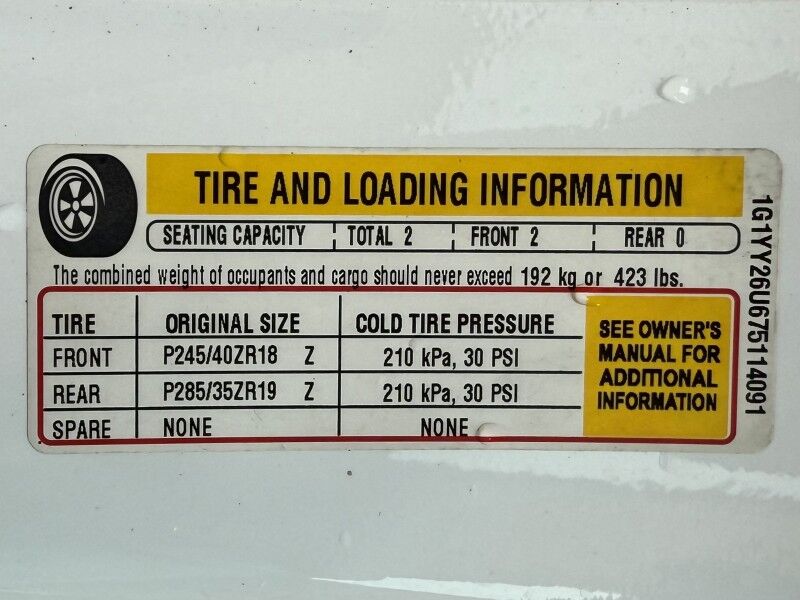 TIRE AND LOADING INFORMATION
SEATING CAPACITY TOTAL 2 FRONT 2 REAR 0
The combined weight of occupants and cargo should never exceed 192 kg or 423 lbs.
TIRE ORIGINAL SIZE COLD TIRE PRESSURE
FRONT P245/40ZR18 Z 210 kPa, 30 PSI
REAR P285/35ZR19 Z 210 kPa, 30 PSI
SPARE NONE NONE
SEE OWNER'S
MANUAL FOR
ADDITIONAL
INFORMATION
1G1YY26U675114091